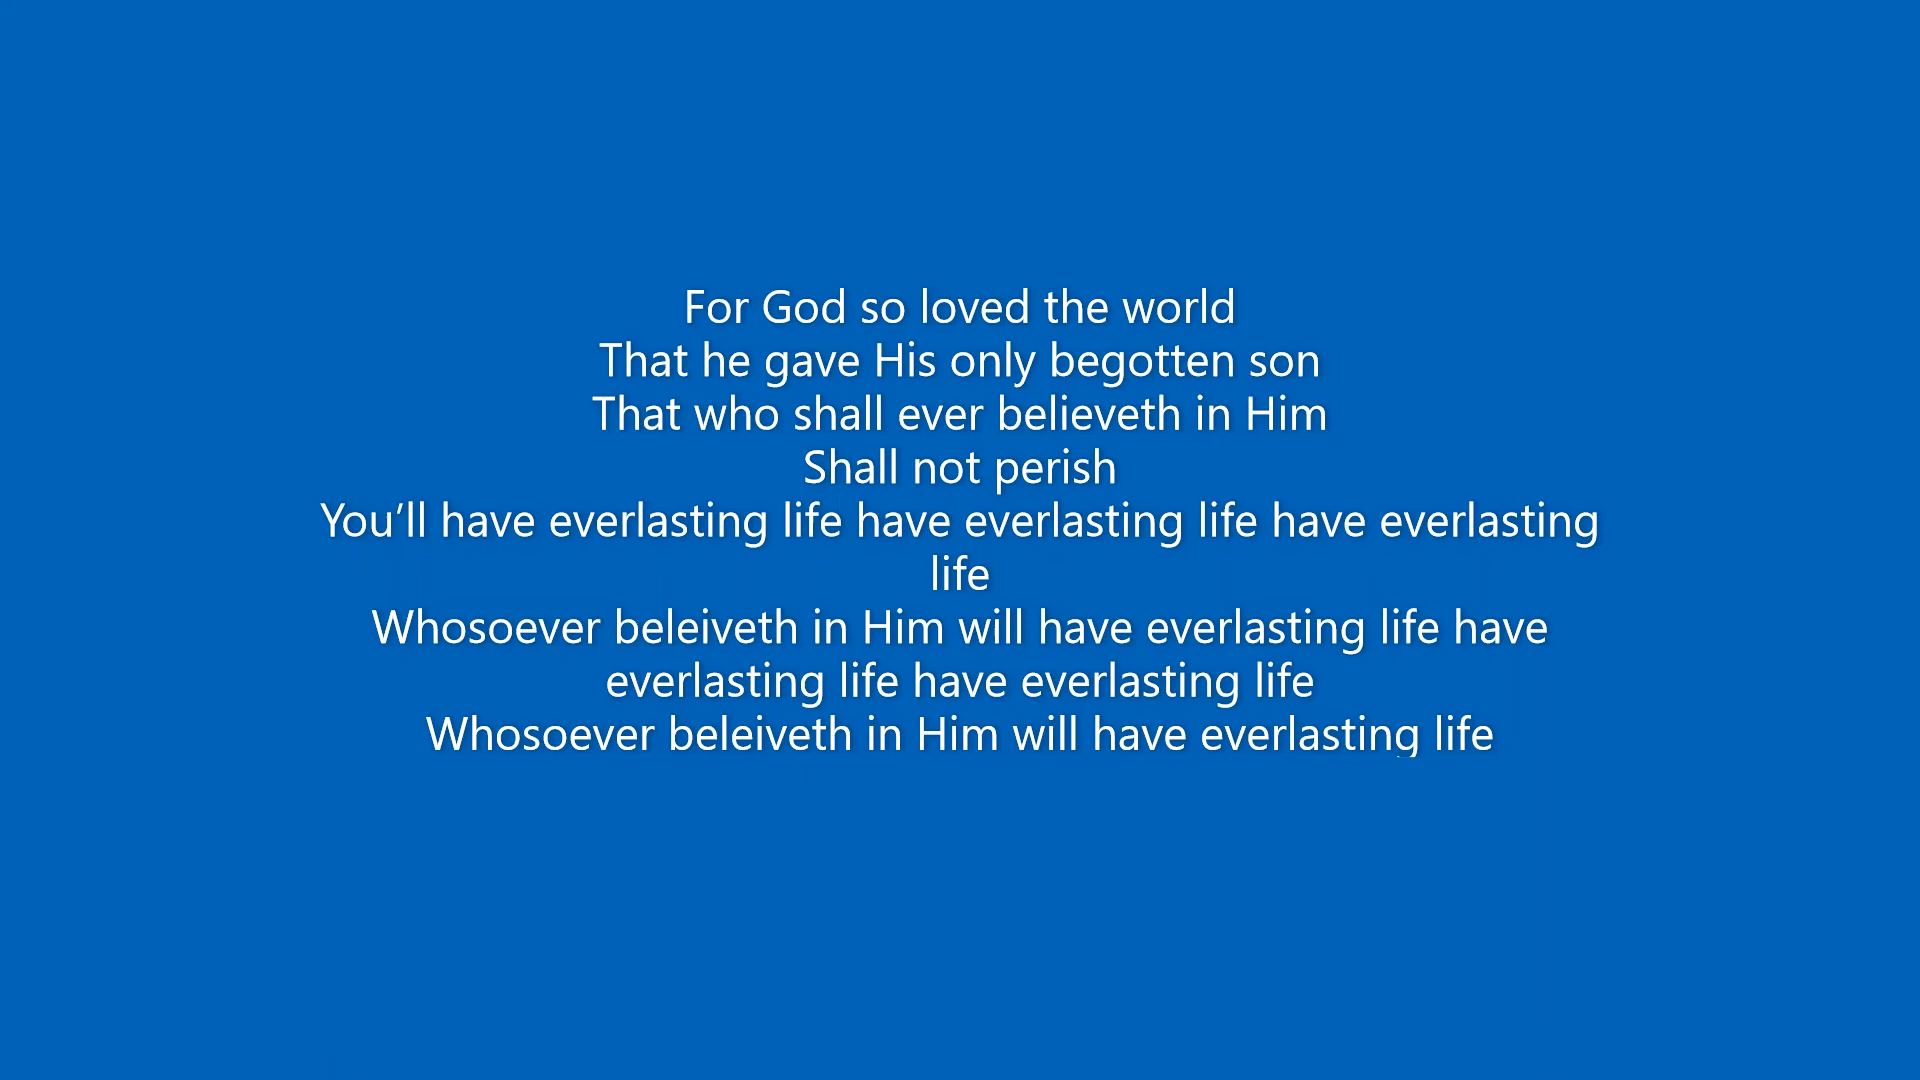 For God so loved the world
That he gave His only begotten son
That who shall ever believeth in Him
Shall not perish
You’ll have everlasting life have everlasting life have everlasting
life
Whosoever beleiveth in Him will have everlasting life have
everlasting life have everlasting life
Whosoever beleiveth in Him will have everlasting life